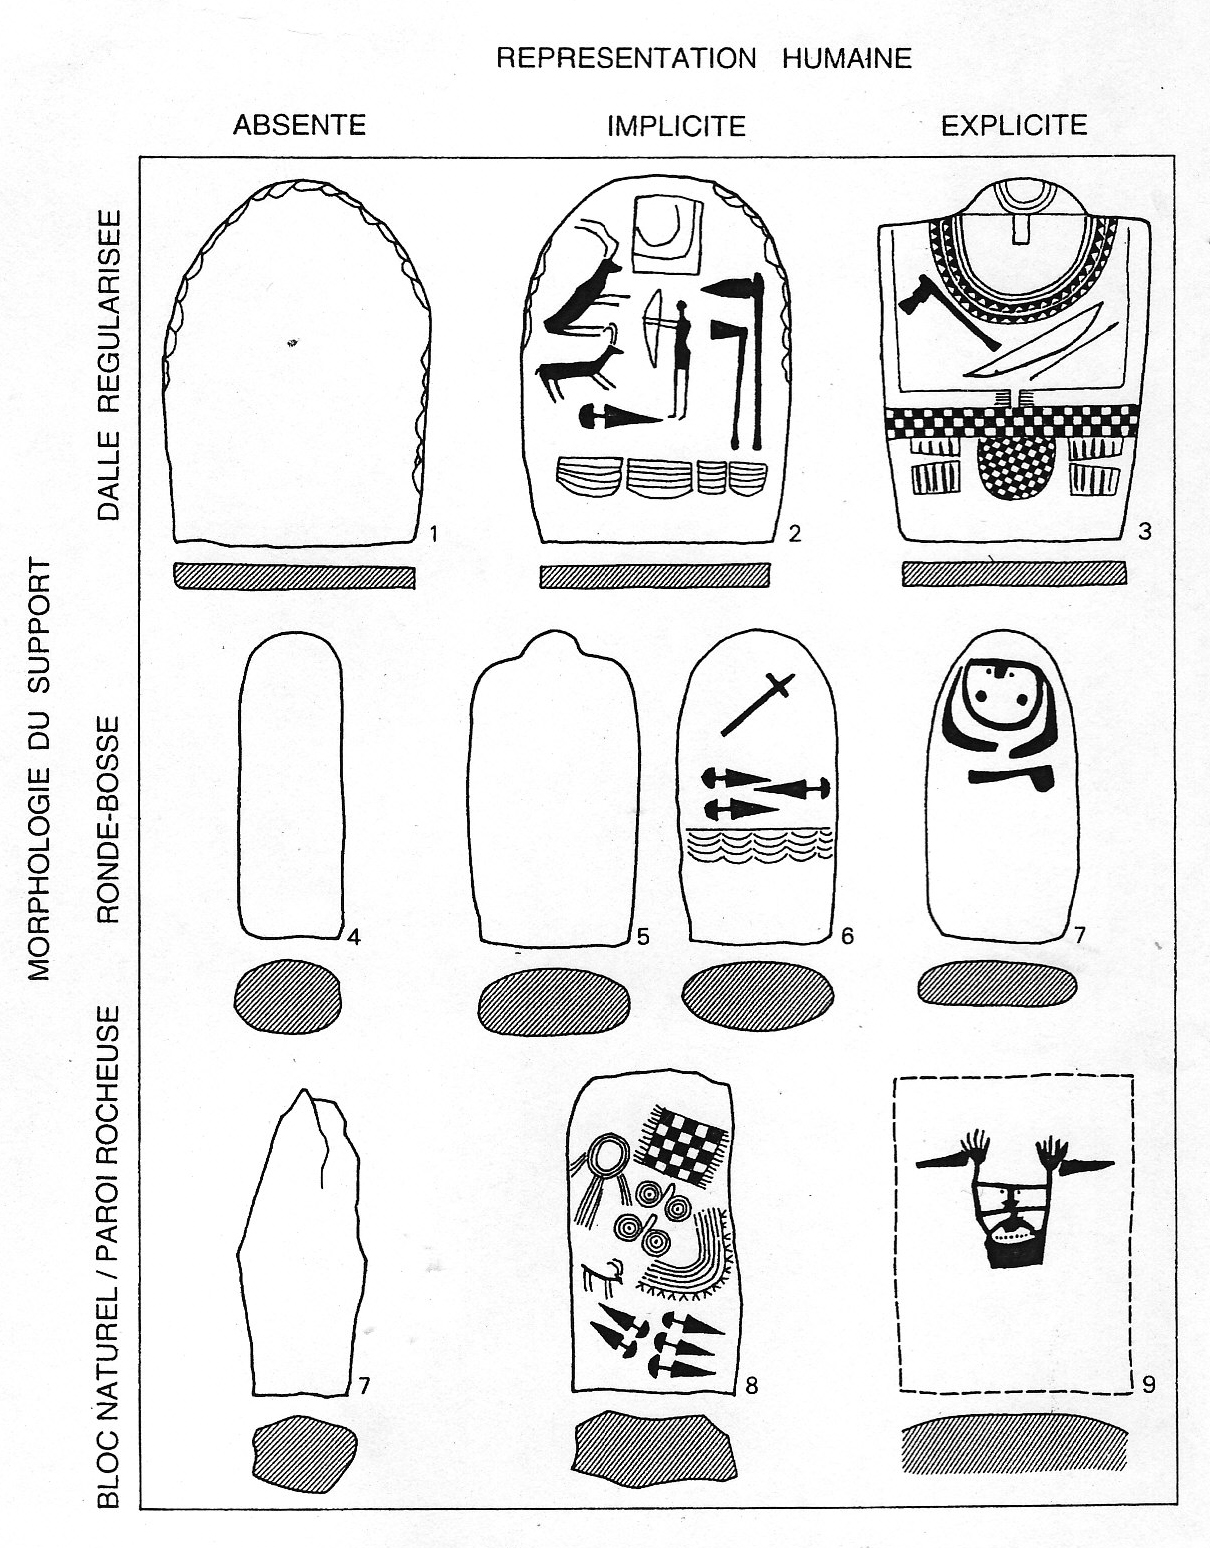 REPRESENTATION HUMAINE
ABSENTE IMPLICITE EXPLICITE
MORPHOLOGIE DU SUPPORT
DALLE REGULARISEE
1 2 3
RONDE-BOSSE
4 5 6 7
BLOC NATUREL / PAROI ROCHEUSE
7 8 9